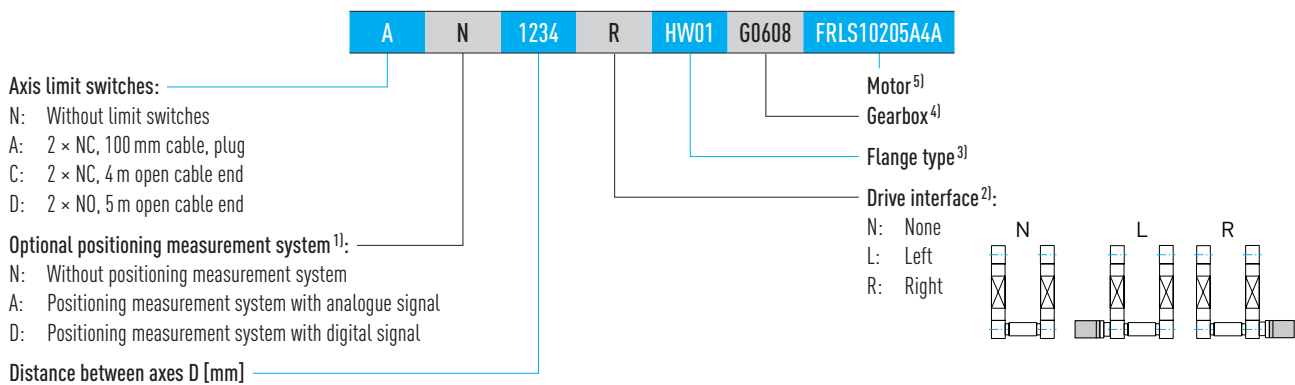 A N 1234 R HW01 G0608 FRLS10205A4A
Axis limit switches:
N: Without limit switches
A: 2 × NC, 100 mm cable, plug
C: 2 × NC, 4 m open cable end
D: 2 × NO, 5 m open cable end
Optional positioning measurement system 1):
N: Without positioning measurement system
A: Positioning measurement system with analogue signal
D: Positioning measurement system with digital signal
Distance between axes D [mm]
Motor 5)
Gearbox 4)
Flange type 3)
Drive interface 2):
N: None
L: Left
R: Right
N L R